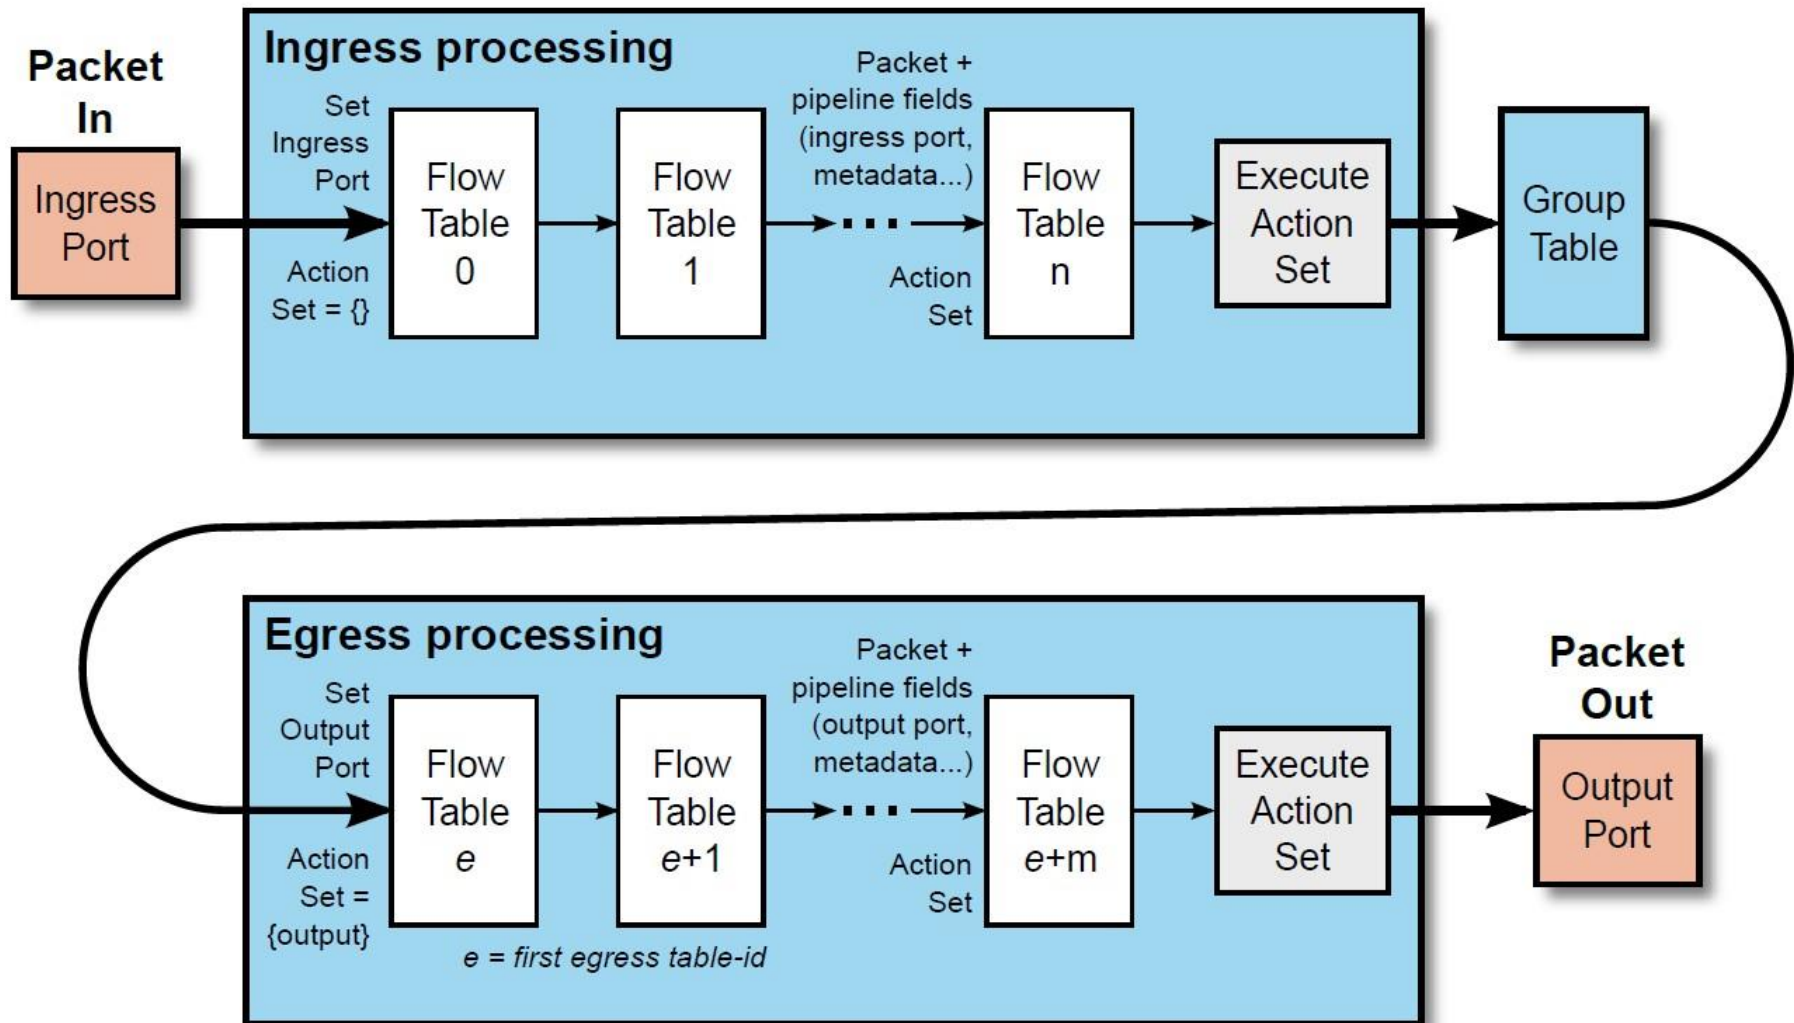 Packet
In
Ingress
Port
Ingress processing
Set
Ingress
Port
Action
Set = {}
Flow
Table
0
Flow
Table
1
Packet +
pipeline fields
(ingress port,
metadata...)
...
Action
Set
Flow
Table
n
Execute
Action
Set
Group
Table
Egress processing
Set
Output
Port
Action
Set =
{output}
Flow
Table
e
Flow
Table
e+1
e = first egress table-id
Packet +
pipeline fields
(output port,
metadata...)
...
Action
Set
Flow
Table
e+m
Execute
Action
Set
Packet
Out
Output
Port